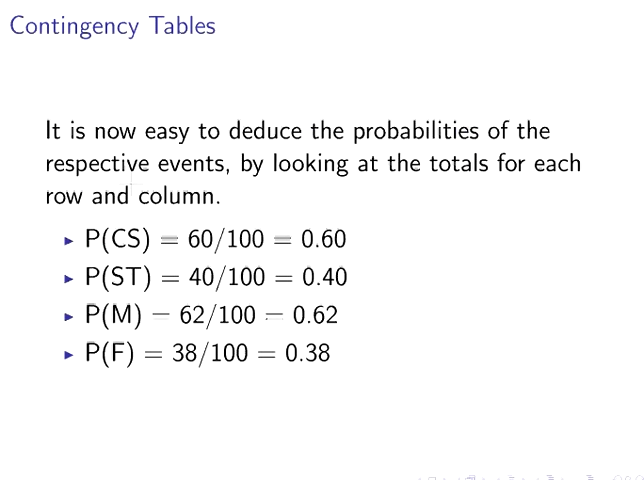 Contingency Tables
It is now easy to deduce the probabilities of the
respective events, by looking at the totals for each
row and column.
▶ P(CS) = 60/100 = 0.60
▶ P(ST) = 40/100 = 0.40
▶ P(M) = 62/100 = 0.62
▶ P(F) = 38/100 = 0.38